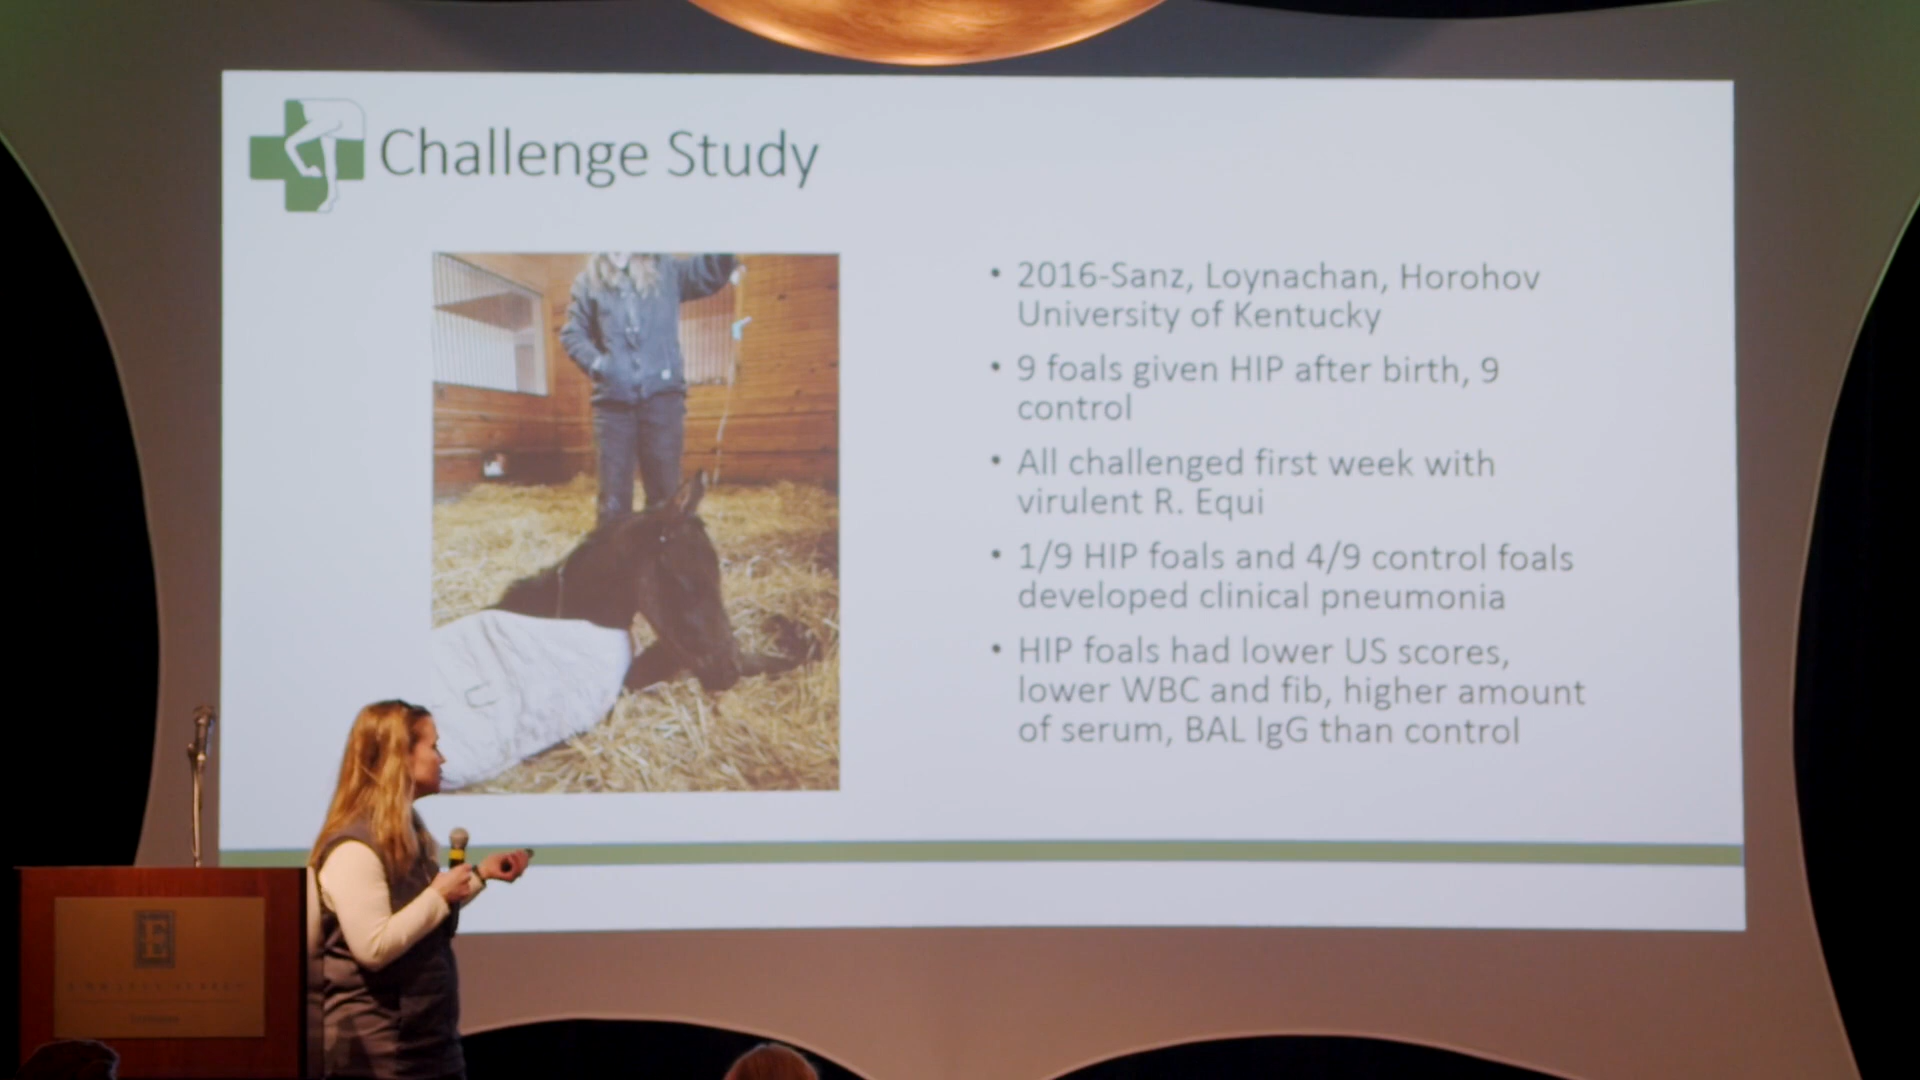 Challenge Study
• 2016-Sanz, Loynachan, Horohov
University of Kentucky
• 9 foals given HIP after birth, 9
control
• All challenged first week with
virulent R. Equi
• 1/9 HIP foals and 4/9 control foals
developed clinical pneumonia
• HIP foals had lower US scores,
lower WBC and fib, higher amount
of serum, BAL IgG than control
E